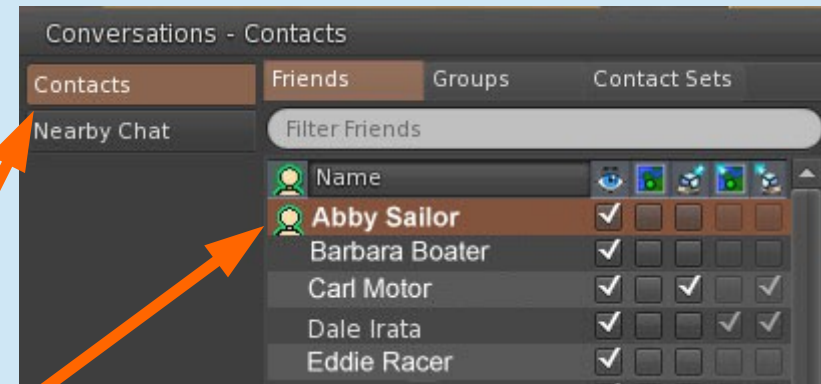 Conversations - Contacts
Contacts
Friends Groups Contact Sets
Nearby Chat
Filter Friends
Name
Abby Sailor
Barbara Boater
Carl Motor
Dale Irata
Eddie Racer